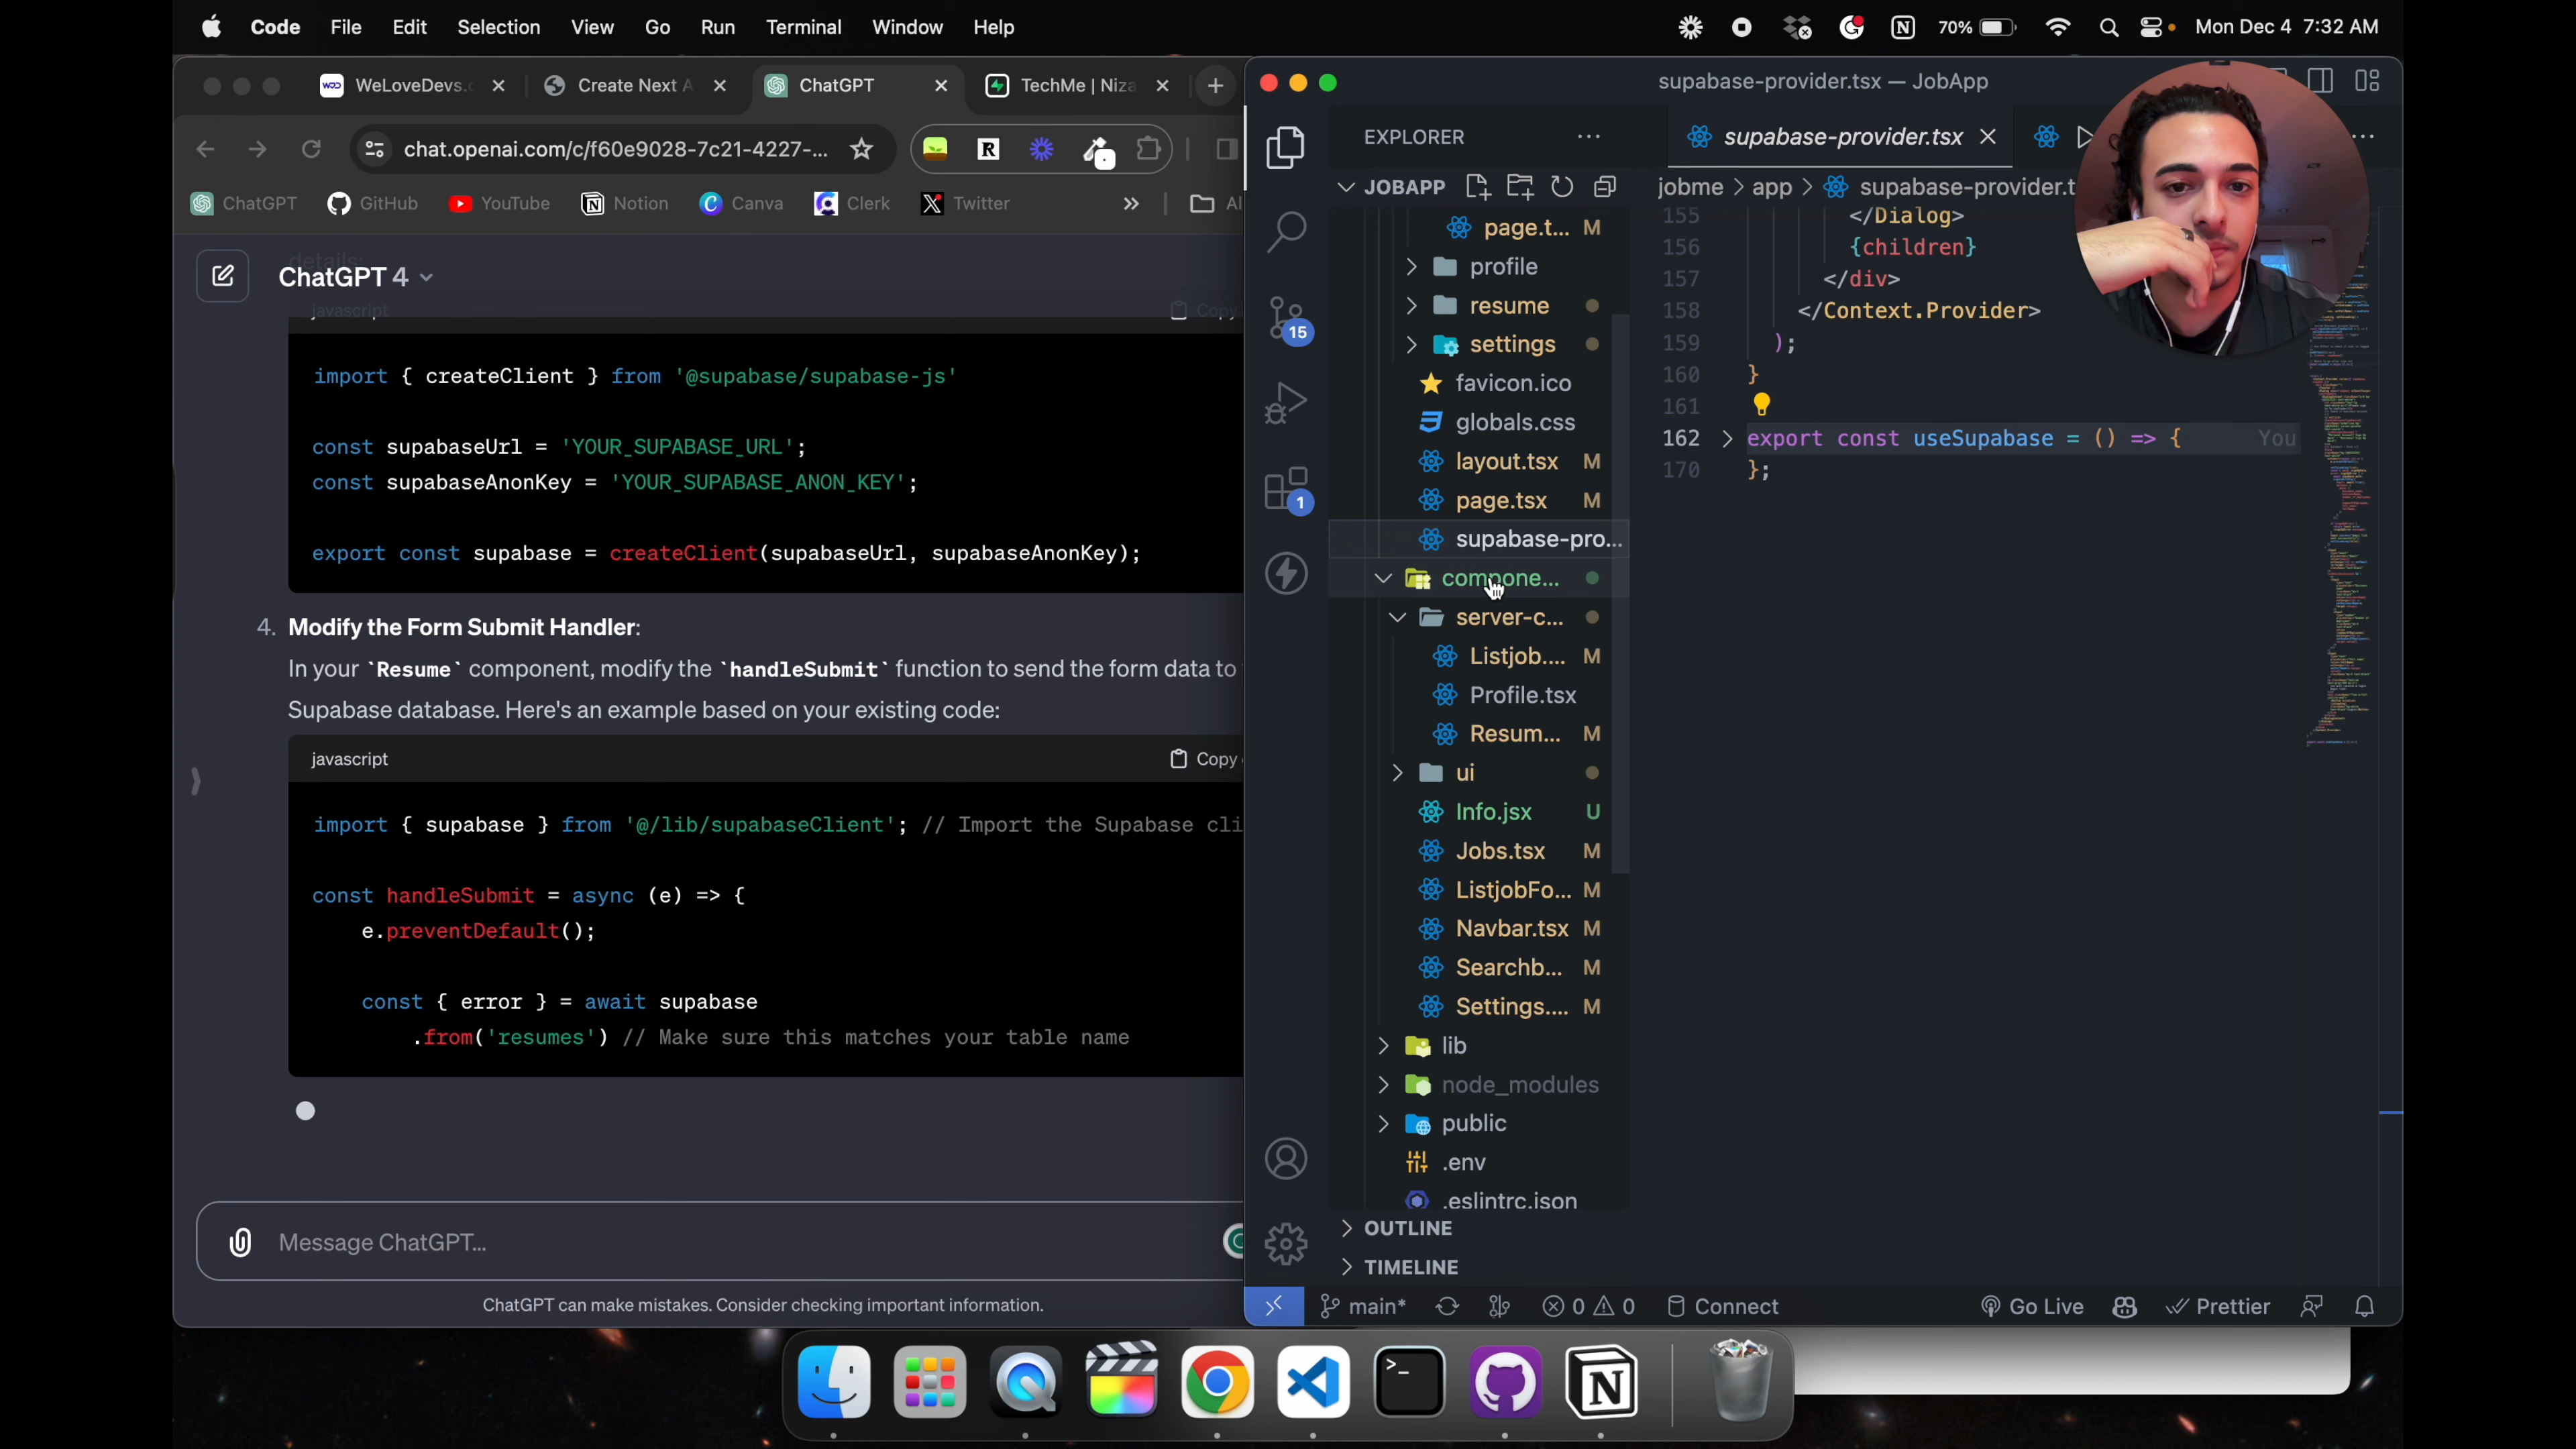 Code File Edit Selection View Go Run Terminal Window Help
70% Mon Dec 4 7:32 AM
WeLoveDevs.
Create Next A
ChatGPT
TechMe | Niza
chat.openai.com/c/f60e9028-7c21-4227-...
ChatGPT GitHub YouTube Notion Canva Clerk Twitter
details:
ChatGPT 4
javascript
Copy
import { createClient } from '@supabase/supabase-js'
const supabaseUrl = 'YOUR_SUPABASE_URL';
const supabaseAnonKey = 'YOUR_SUPABASE_ANON_KEY';
export const supabase = createClient(supabaseUrl, supabaseAnonKey);
4. Modify the Form Submit Handler:
In your `Resume` component, modify the `handleSubmit` function to send the form data to
Supabase database. Here's an example based on your existing code:
javascript
Copy
import { supabase } from '@/lib/supabaseClient'; // Import the Supabase cli
const handleSubmit = async (e) => {
e.preventDefault();
const { error } = await supabase
.from('resumes') // Make sure this matches your table name
Message ChatGPT...
ChatGPT can make mistakes. Consider checking important information.
supabase-provider.tsx — JobApp
EXPLORER
JOBAPP
page.t... M
profile
resume
settings
favicon.ico
globals.css
layout.tsx M
page.tsx M
supabase-pro...
compone...
server-c...
Listjob.... M
Profile.tsx
Resum... M
ui
Info.jsx U
Jobs.tsx M
ListjobFo... M
Navbar.tsx M
Searchb... M
Settings.... M
lib
node_modules
public
.env
.eslintrc.json
OUTLINE
TIMELINE
15
1
supabase-provider.tsx
jobme > app > supabase-provider.t
155 </Dialog>
156 {children}
157 </div>
158 </Context.Provider>
159 );
160 }
161
162 export const useSupabase = () => { You
170 };
main* 0 0 Connect Go Live Prettier